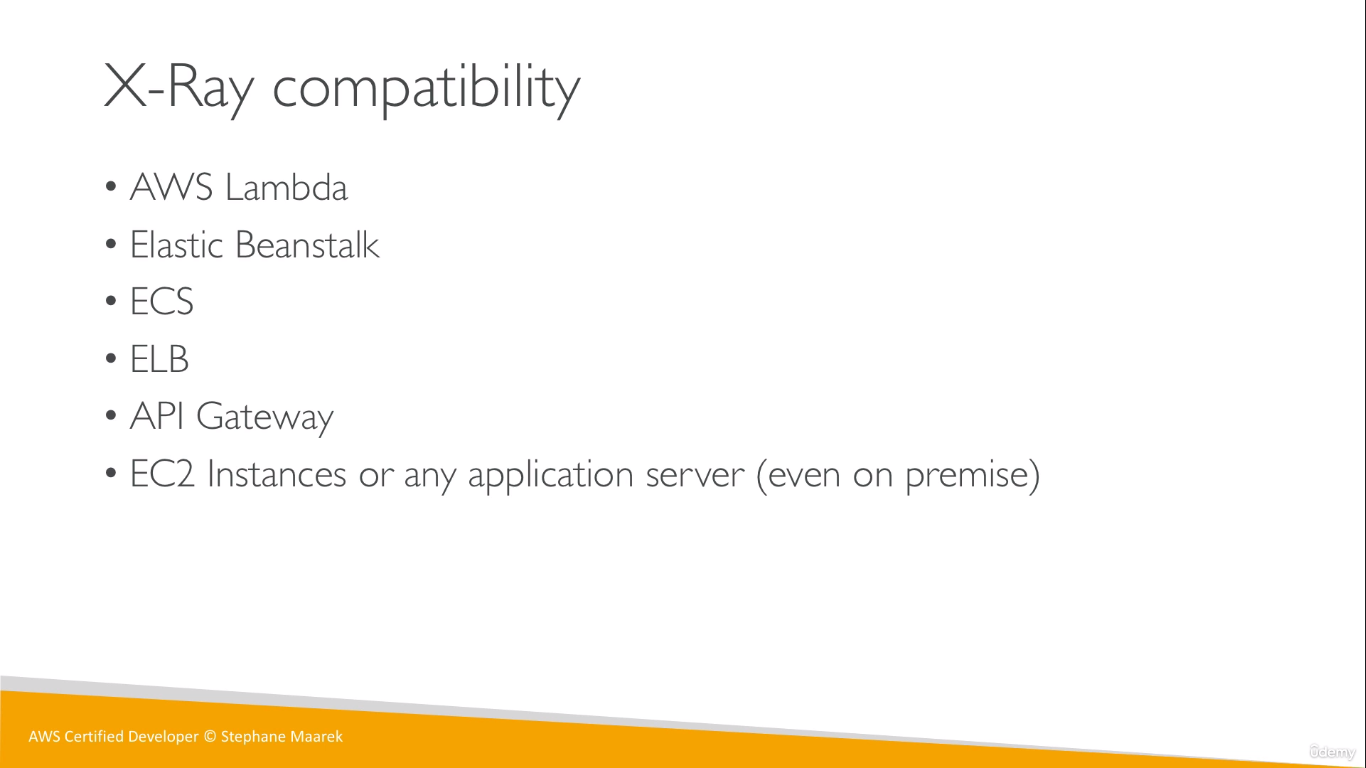 X-Ray compatibility
• AWS Lambda
• Elastic Beanstalk
• ECS
• ELB
• API Gateway
• EC2 Instances or any application server (even on premise)
AWS Certified Developer © Stephane Maarek
ûdemy